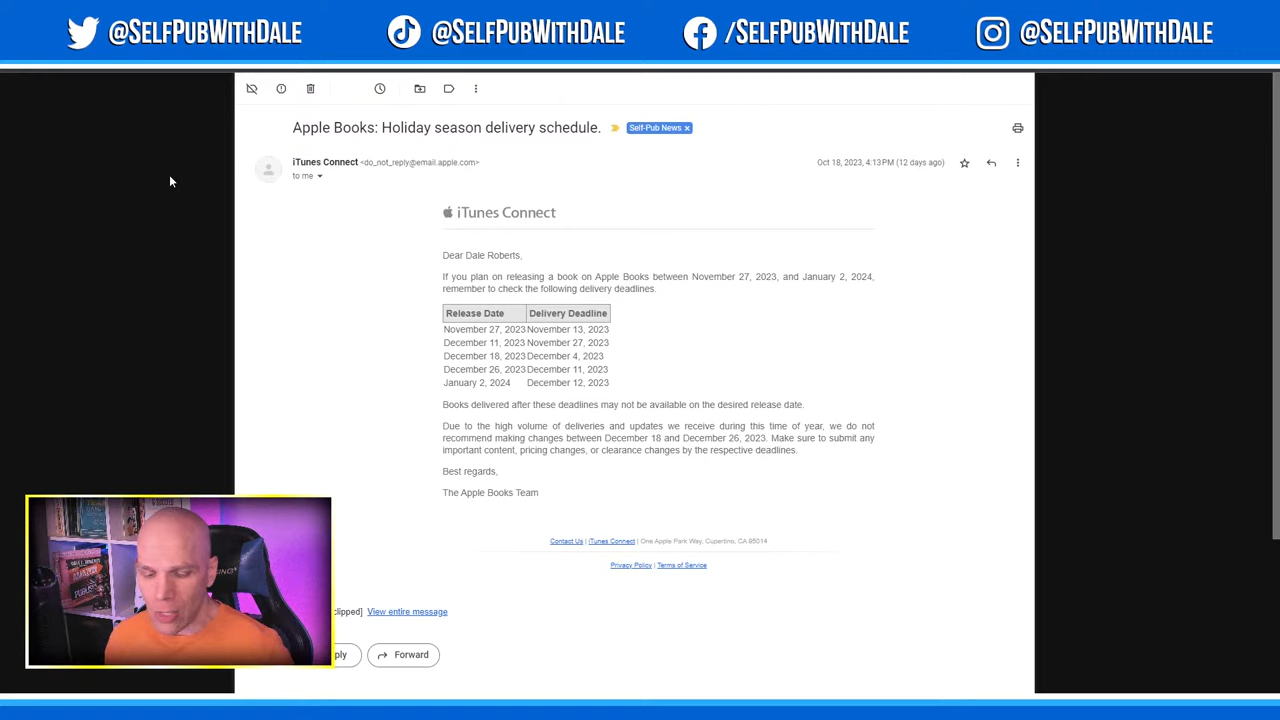 @SELFPUBWITHDALE @SELFPUBWITHDALE /SELFPUBWITHDALE @SELFPUBWITHDALE
Apple Books: Holiday season delivery schedule. Self-Pub News x
iTunes Connect <do_not_reply@email.apple.com> Oct 18, 2023, 4:13 PM (12 days ago)
to me
iTunes Connect
Dear Dale Roberts,
If you plan on releasing a book on Apple Books between November 27, 2023, and January 2, 2024,
remember to check the following delivery deadlines.
Release Date Delivery Deadline
November 27, 2023 November 13, 2023
December 11, 2023 November 27, 2023
December 18, 2023 December 4, 2023
December 26, 2023 December 11, 2023
January 2, 2024 December 12, 2023
Books delivered after these deadlines may not be available on the desired release date.
Due to the high volume of deliveries and updates we receive during this time of year, we do not
recommend making changes between December 18 and December 26, 2023. Make sure to submit any
important content, pricing changes, or clearance changes by the respective deadlines.
Best regards,
The Apple Books Team
Contact Us | iTunes Connect | One Apple Park Way, Cupertino, CA 95014
Privacy Policy | Terms of Service
clipped] View entire message
ply Forward